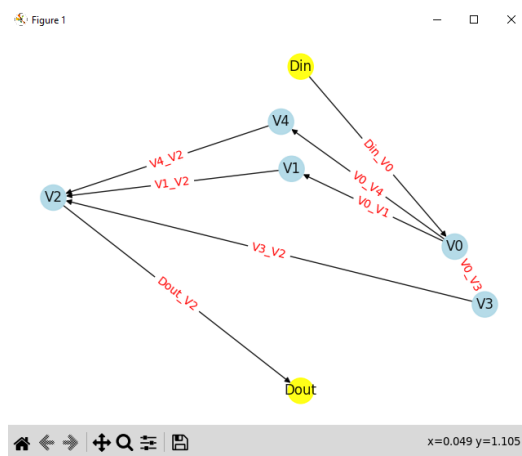 Figure 1
Din
V4
Din_V0
V4_V2
V1
V0_V4
V1_V2
V2
V0_V1
V0
V3_V2
V0_V3
Dout_V2
V3
Dout
x=0.049 y=1.105